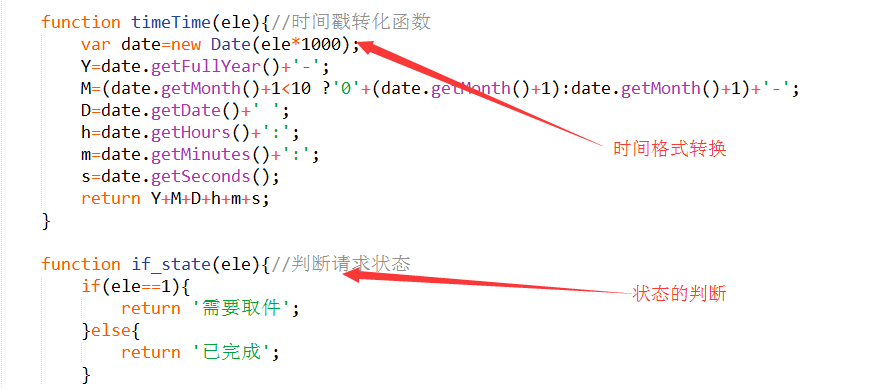 function timeTime(ele){//时间戳转化函数
var date=new Date(ele*1000);
Y=date.getFullYear()+'-';
M=(date.getMonth()+1<10 ?'0'+(date.getMonth()+1):date.getMonth()+1)+'-';
D=date.getDate()+' ';
h=date.getHours()+':';
时间格式转换
m=date.getMinutes()+':';
s=date.getSeconds();
return Y+M+D+h+m+s;
}
function if_state(ele){//判断请求状态
if(ele==1){
状态的判断
return '需要取件';
}else{
return '已完成';
}